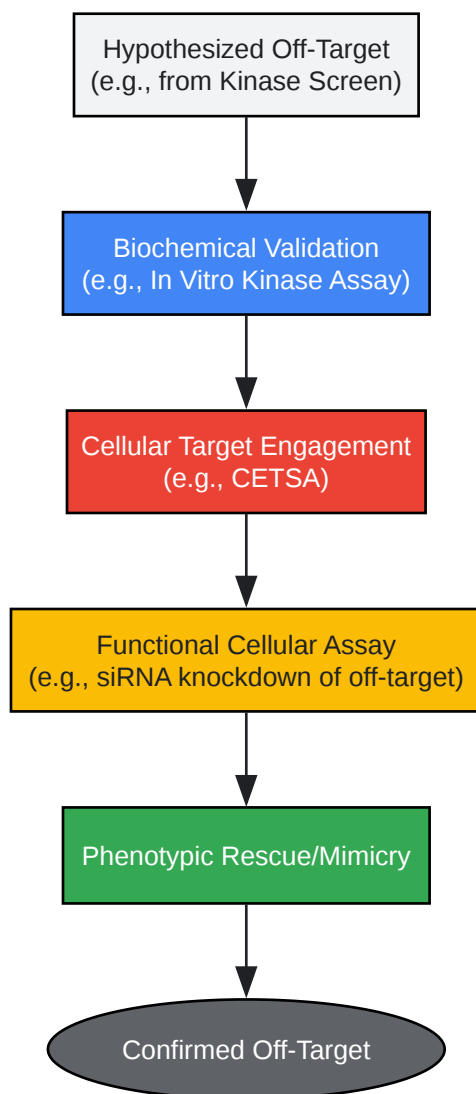 Hypothesized Off-Target
(e.g., from Kinase Screen)
Biochemical Validation
(e.g., In Vitro Kinase Assay)
Cellular Target Engagement
(e.g., CETSA)
Functional Cellular Assay
(e.g., siRNA knockdown of off-target)
Phenotypic Rescue/Mimicry
Confirmed Off-Target